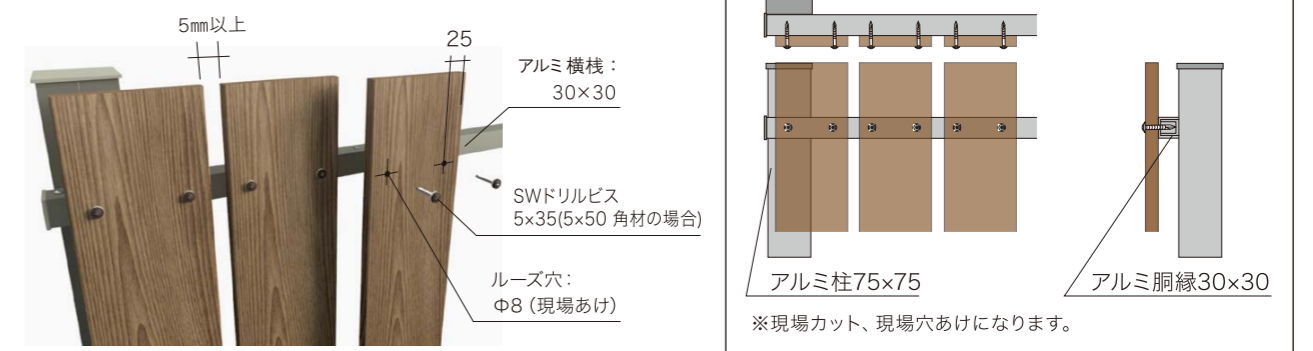 5㎜以上
25
アルミ横桟：
30×30
SWドリルビス
5×35(5×50 角材の場合)
ルーズ穴：
Φ8（現場あけ）
アルミ柱75×75
アルミ胴縁30×30
※現場カット、現場穴あけになります。